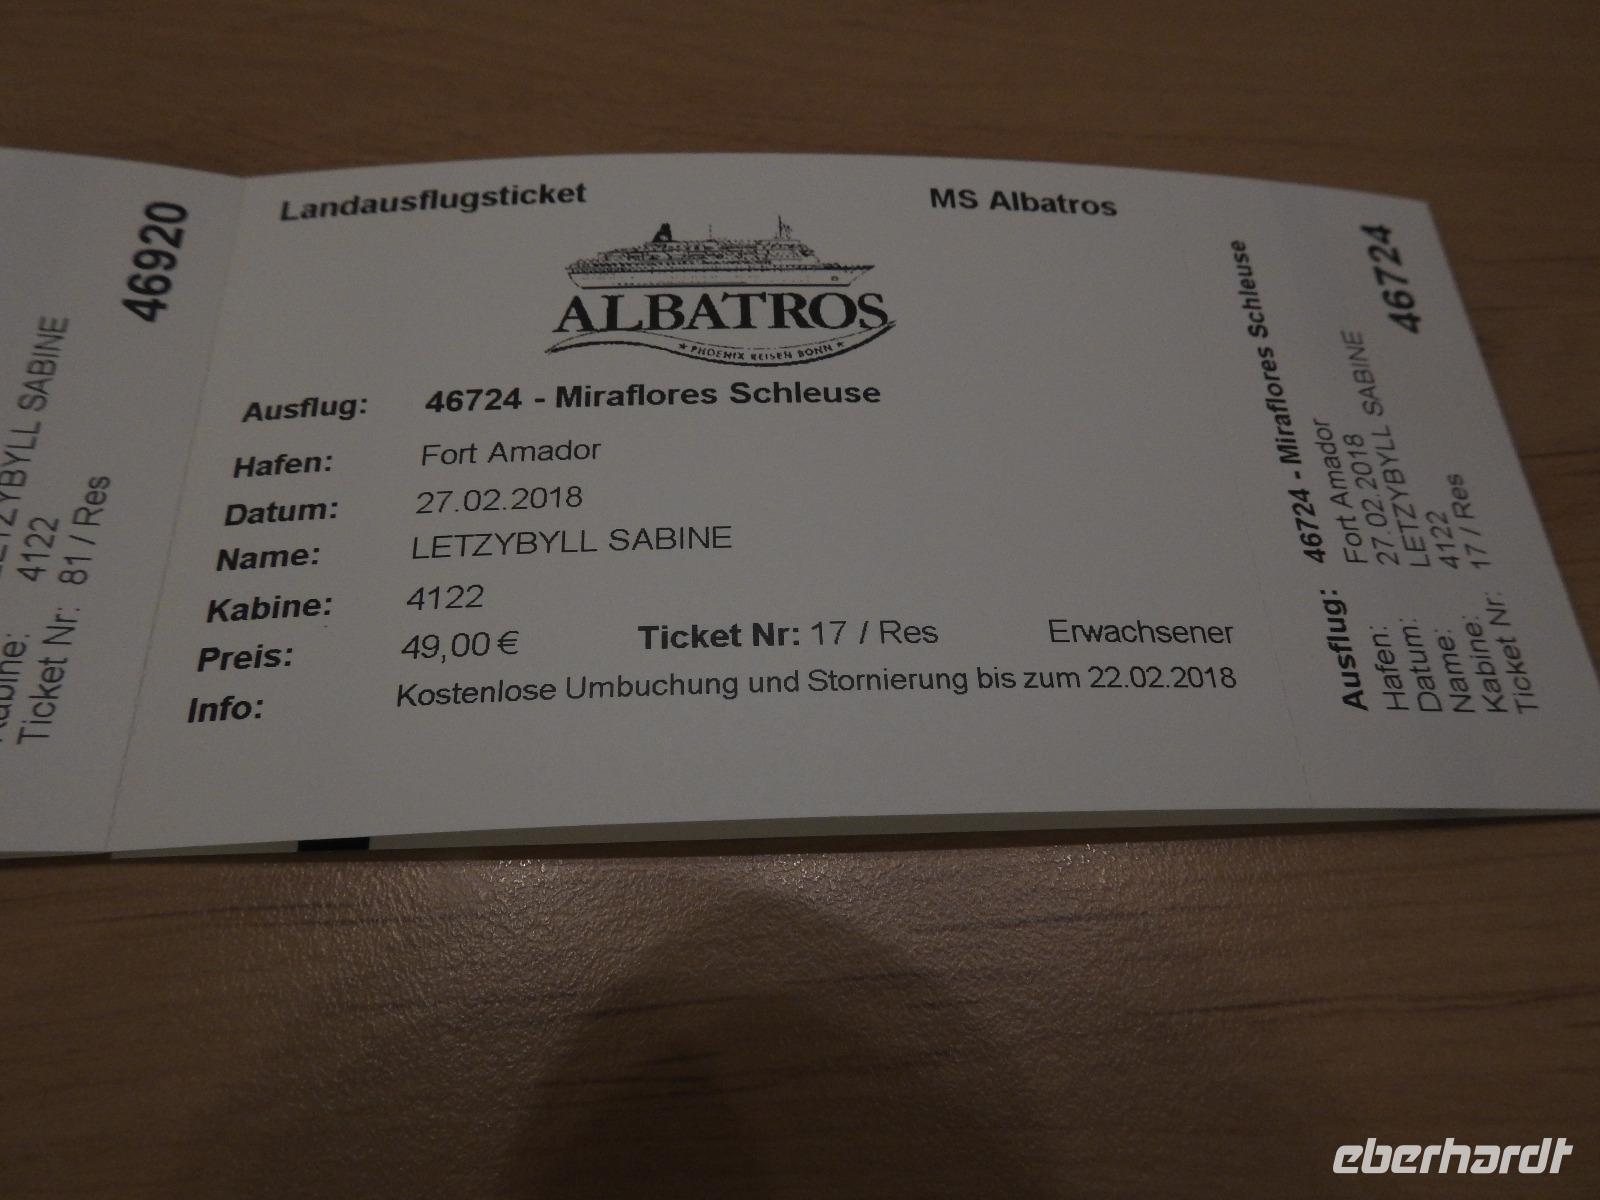 46920
LETZYBYLL SABINE
4122
Ticket Nr: 81 / Res
Landausflugsticket
MS Albatros
ALBATROS
* PHOENIX REISEN BONN *
Ausflug: 46724 - Miraflores Schleuse
Hafen: Fort Amador
Datum: 27.02.2018
Name: LETZYBYLL SABINE
Kabine: 4122
Preis: 49,00 € Ticket Nr: 17 / Res Erwachsener
Info: Kostenlose Umbuchung und Stornierung bis zum 22.02.2018
Ausflug: 46724 - Miraflores Schleuse
Hafen: Fort Amador
Datum: 27.02.2018
Name: LETZYBYLL SABINE
Kabine: 4122
Ticket Nr: 17 / Res
46724
eberhardt